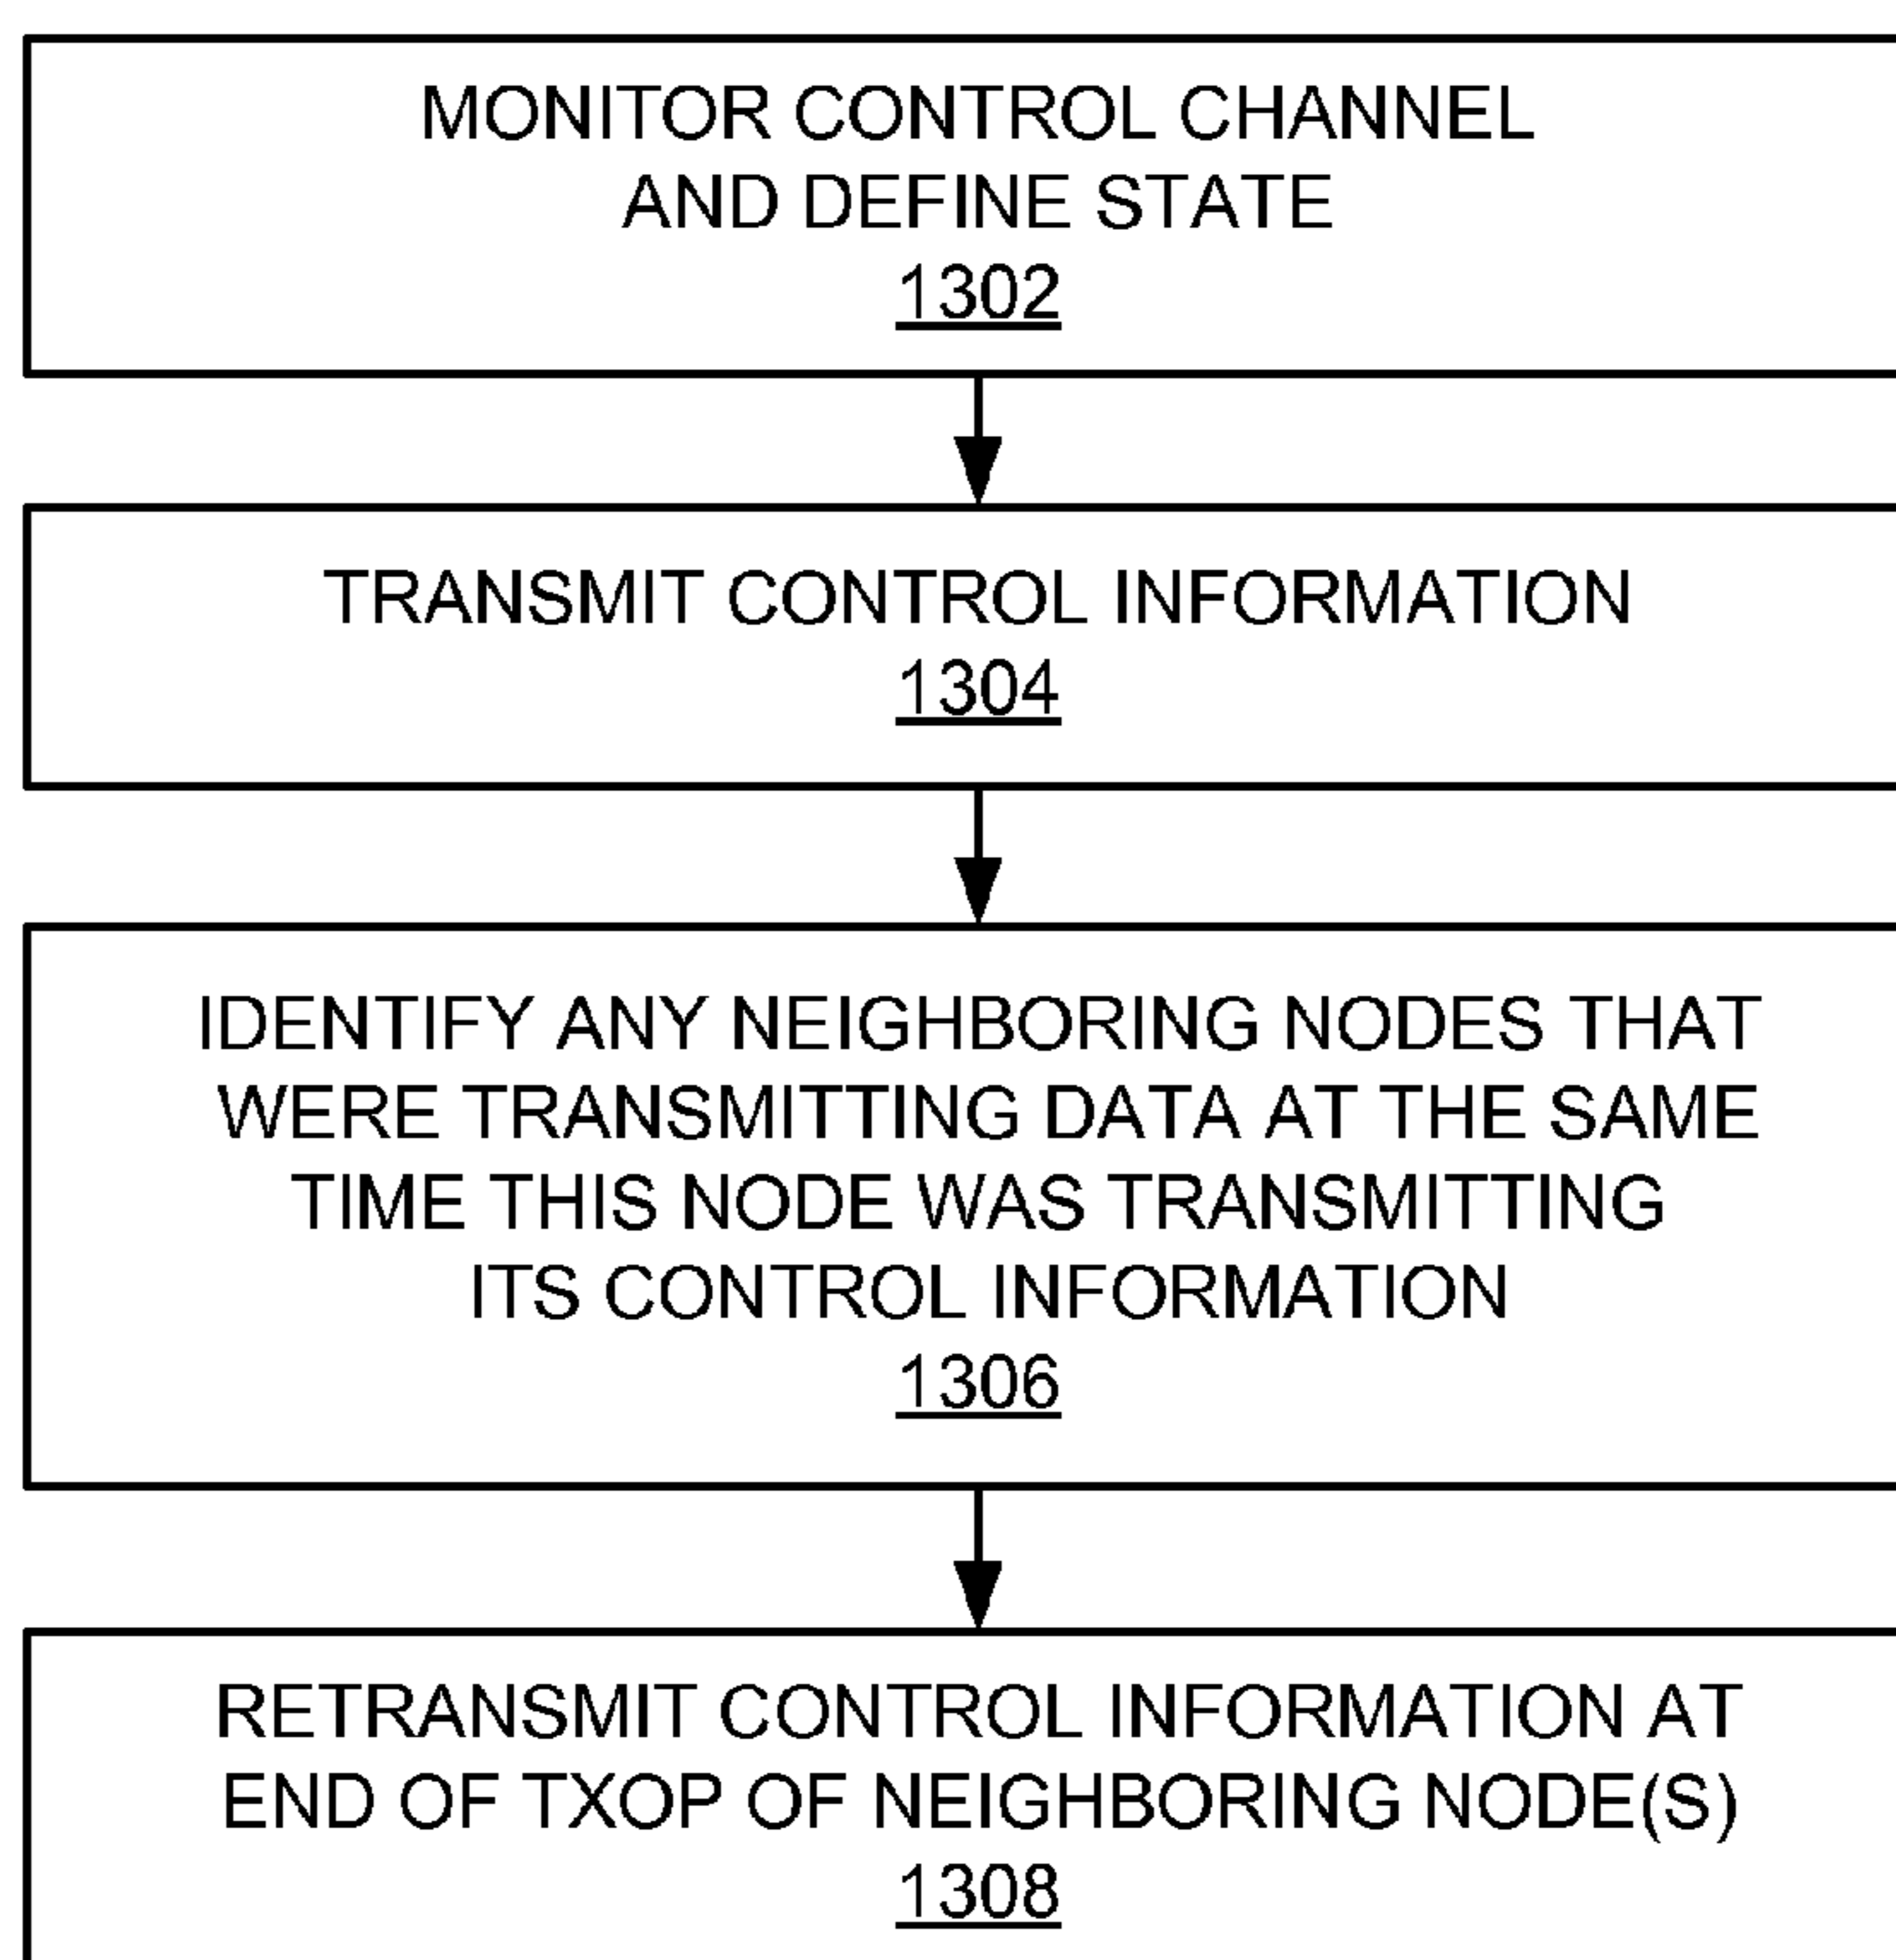 MONITOR CONTROL CHANNEL
AND DEFINE STATE
1302
TRANSMIT CONTROL INFORMATION
1304
IDENTIFY ANY NEIGHBORING NODES THAT
WERE TRANSMITTING DATA AT THE SAME
TIME THIS NODE WAS TRANSMITTING
ITS CONTROL INFORMATION
1306
RETRANSMIT CONTROL INFORMATION AT
END OF TXOP OF NEIGHBORING NODE(S)
1308